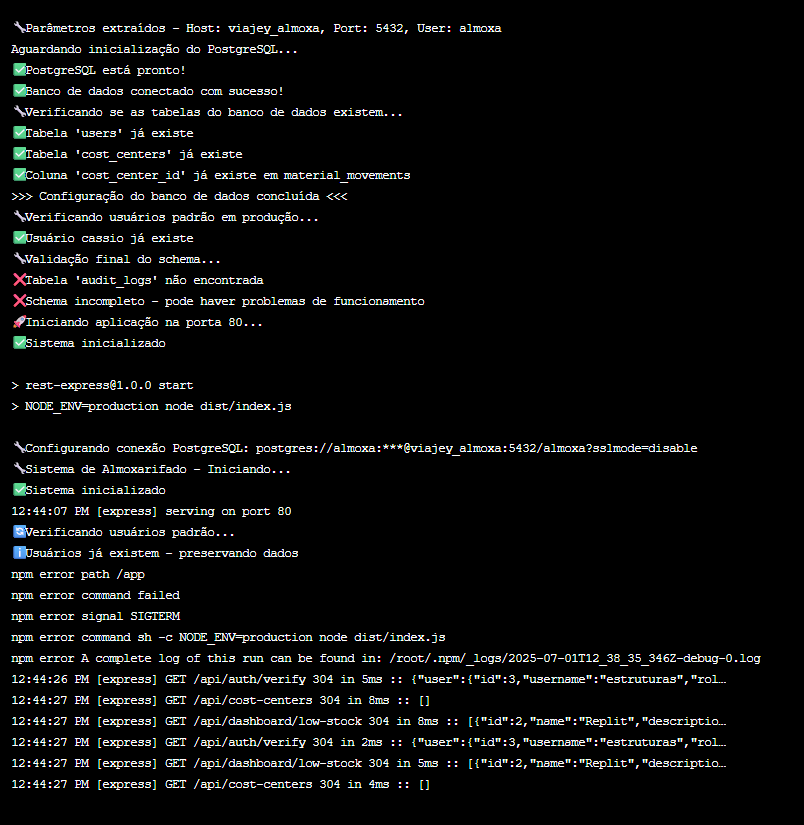 🔧Parâmetros extraídos - Host: viajey_almoxa, Port: 5432, User: almoxa
Aguardando inicialização do PostgreSQL...
✅PostgreSQL está pronto!
✅Banco de dados conectado com sucesso!
🔧Verificando se as tabelas do banco de dados existem...
✅Tabela 'users' já existe
✅Tabela 'cost_centers' já existe
✅Coluna 'cost_center_id' já existe em material_movements
>>> Configuração do banco de dados concluída <<<
🔧Verificando usuários padrão em produção...
✅Usuário cassio já existe
🔧Validação final do schema...
❌Tabela 'audit_logs' não encontrada
❌Schema incompleto - pode haver problemas de funcionamento
🚀Iniciando aplicação na porta 80...
✅Sistema inicializado
> rest-express@1.0.0 start
> NODE_ENV=production node dist/index.js
🔧Configurando conexão PostgreSQL: postgres://almoxa:***@viajey_almoxa:5432/almoxa?sslmode=disable
🔧Sistema de Almoxarifado - Iniciando...
✅Sistema inicializado
12:44:07 PM [express] serving on port 80
🔄Verificando usuários padrão...
ℹ️Usuários já existem - preservando dados
npm error path /app
npm error command failed
npm error signal SIGTERM
npm error command sh -c NODE_ENV=production node dist/index.js
npm error A complete log of this run can be found in: /root/.npm/_logs/2025-07-01T12_38_35_346Z-debug-0.log
12:44:26 PM [express] GET /api/auth/verify 304 in 5ms :: {"user":{"id":3,"username":"estruturas","rol…
12:44:27 PM [express] GET /api/cost-centers 304 in 8ms :: []
12:44:27 PM [express] GET /api/dashboard/low-stock 304 in 8ms :: [{"id":2,"name":"Replit","descriptio…
12:44:27 PM [express] GET /api/auth/verify 304 in 2ms :: {"user":{"id":3,"username":"estruturas","rol…
12:44:27 PM [express] GET /api/dashboard/low-stock 304 in 5ms :: [{"id":2,"name":"Replit","descriptio…
12:44:27 PM [express] GET /api/cost-centers 304 in 4ms :: []